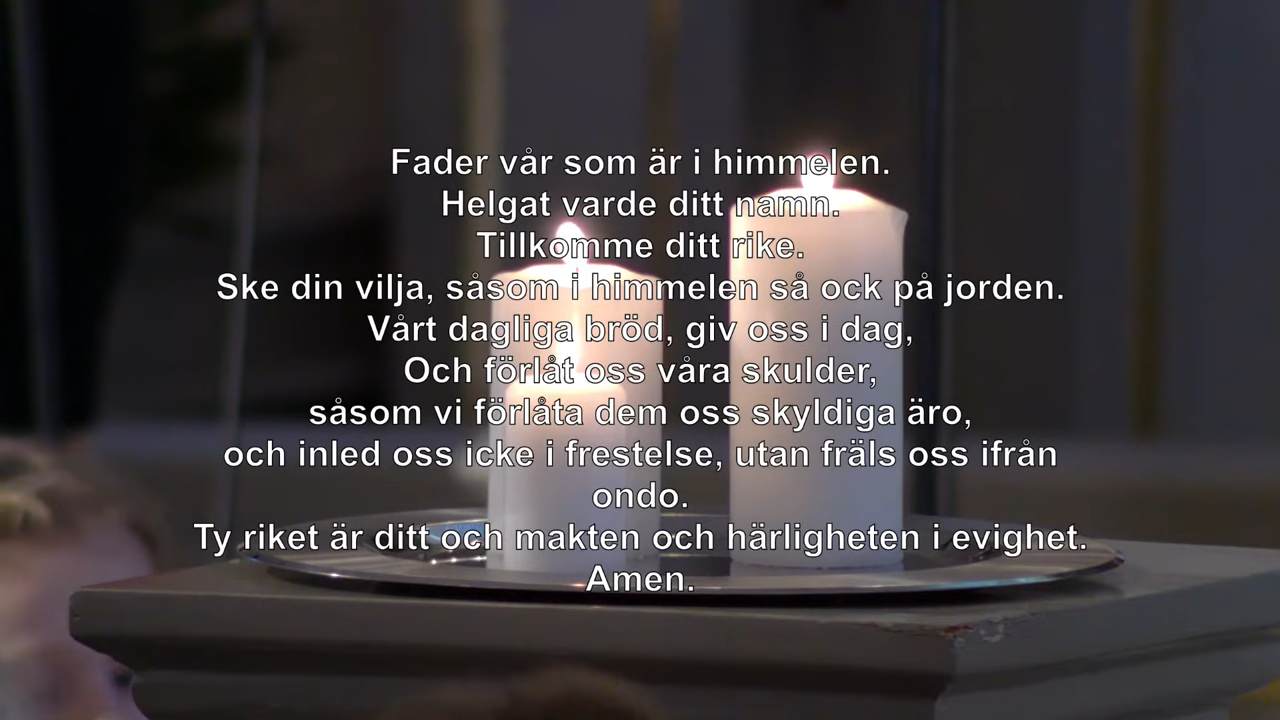 Fader vår som är i himmelen.
Helgat varde ditt namn.
Tillkomme ditt rike.
Ske din vilja, såsom i himmelen så ock på jorden.
Vårt dagliga bröd, giv oss i dag,
Och förlåt oss våra skulder,
såsom vi förlåta dem oss skyldiga äro,
och inled oss icke i frestelse, utan fräls oss ifrån
ondo.
Ty riket är ditt och makten och härligheten i evighet.
Amen.